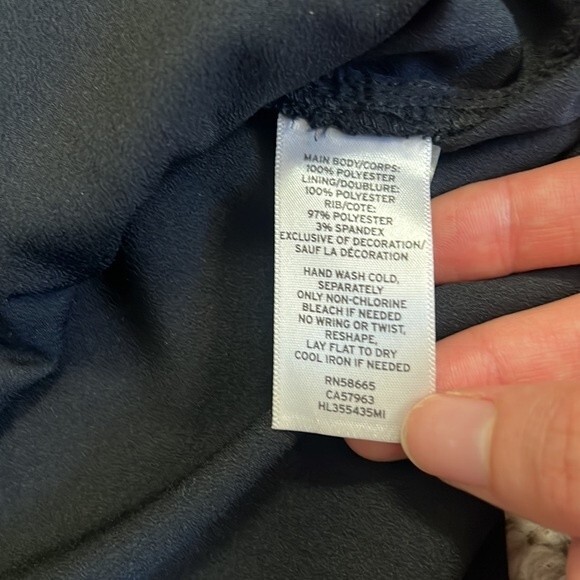 MAIN BODY/CORPS:
100% POLYESTER
LINING/DOUBLURE:
100% POLYESTER
RIB/COTE:
97% POLYESTER
3% SPANDEX
EXCLUSIVE OF DECORATION/
SAUF LA DÉCORATION
HAND WASH COLD,
SEPARATELY
ONLY NON-CHLORINE
BLEACH IF NEEDED
NO WRING OR TWIST,
RESHAPE,
LAY FLAT TO DRY
COOL IRON IF NEEDED
RN58665
CA57963
HL355435MI